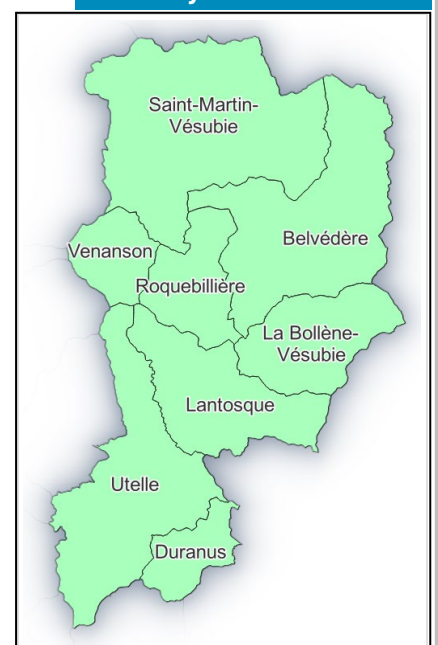 Saint-Martin-
Vésubie
Belvédère
Venanson
Roquebillière
La Bollène-
Vésubie
Lantosque
Utelle
Duranus